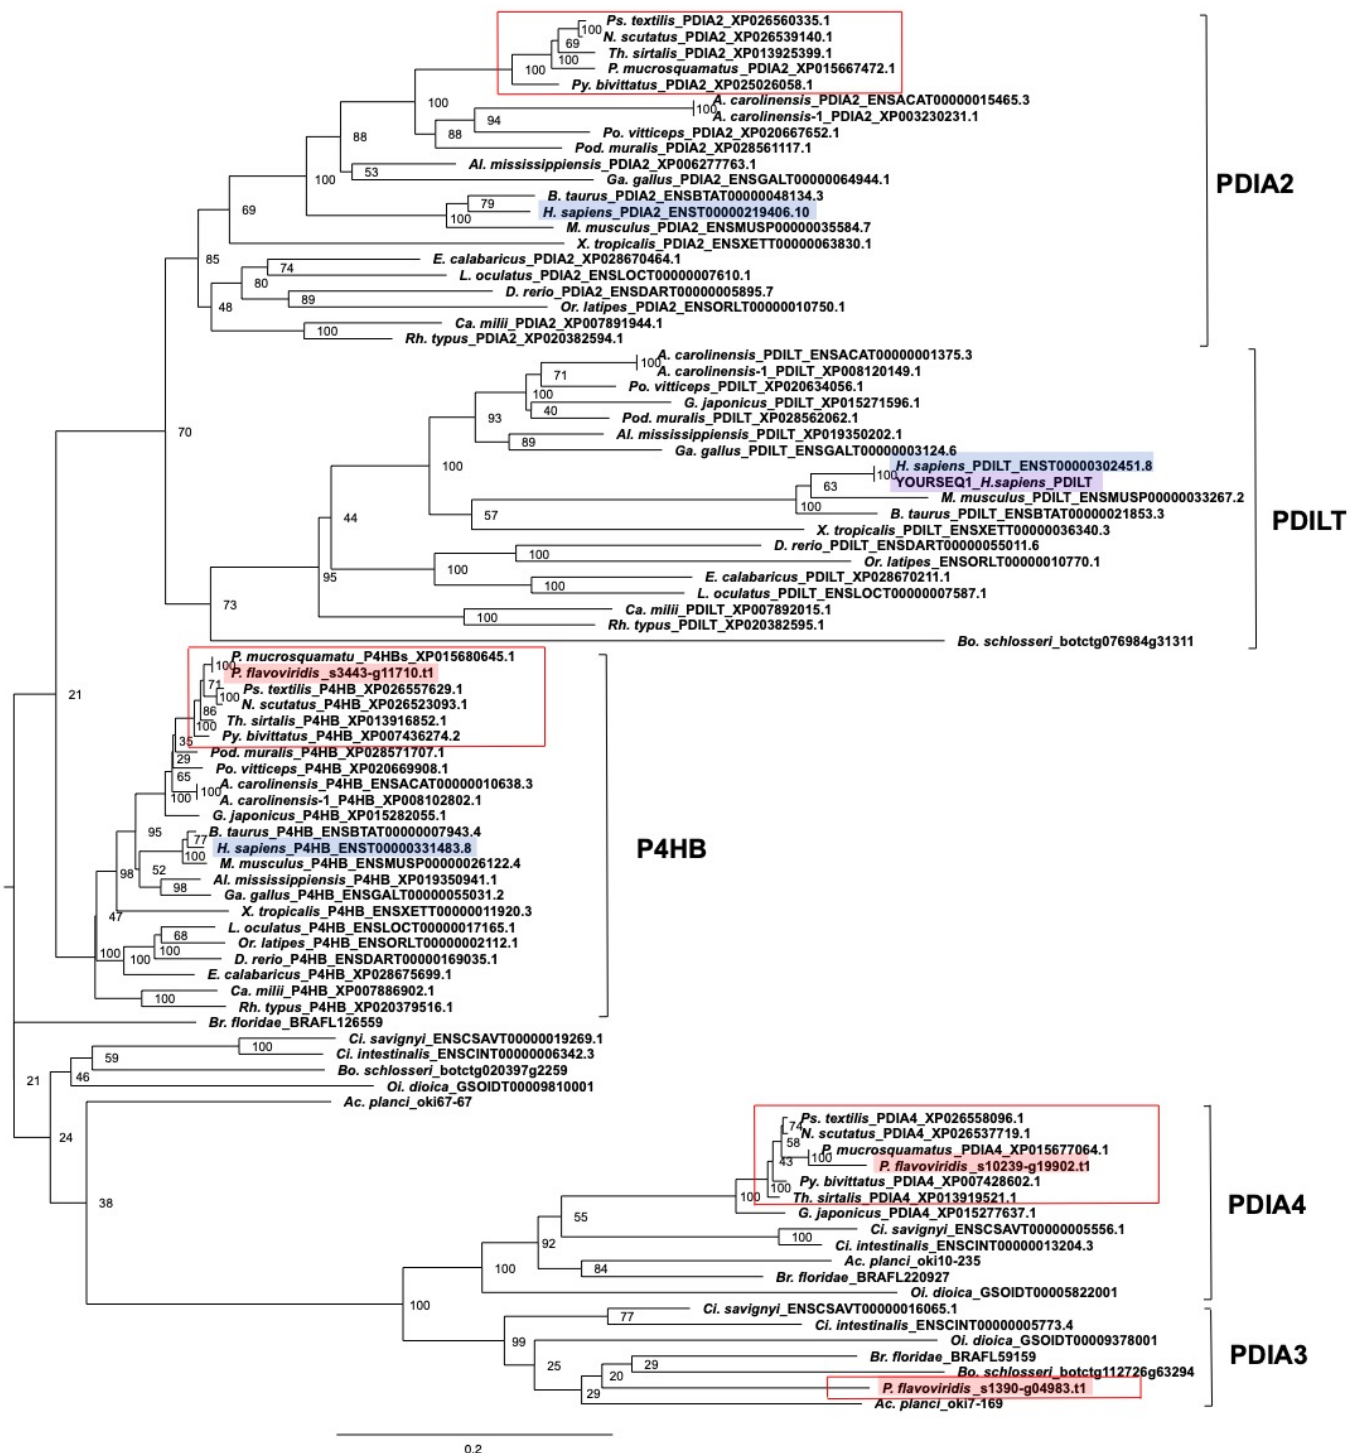 Ps. textilis_PDIA2_XP026560335.1
100
N. scutatus_PDIA2_XP026539140.1
69
Th. sirtalis_PDIA2_XP013925399.1
100
P. mucrosquamatus_PDIA2_XP015667472.1
100
Py. bivittatus_PDIA2_XP025026058.1
A. carolinensis_PDIA2_ENSACAT00000015465.3
100
100
A. carolinensis-1_PDIA2_XP003230231.1
94
Po. vitticeps_PDIA2_XP020667652.1
88
88
Pod. muralis_PDIA2_XP028561117.1
Al. mississippiensis_PDIA2_XP006277763.1
53
100
Ga. gallus_PDIA2_ENSGALT00000064944.1
PDIA2
B. taurus_PDIA2_ENSBTAT00000048134.3
79
H. sapiens_PDIA2_ENST00000219406.10
69
100
M. musculus_PDIA2_ENSMUSP00000035584.7
X. tropicalis_PDIA2_ENSXETT00000063830.1
85
E. calabaricus_PDIA2_XP028670464.1
74
L. oculatus_PDIA2_ENSLOCT00000007610.1
80
D. rerio_PDIA2_ENSDART00000005895.7
89
48
Or. latipes_PDIA2_ENSORLT00000010750.1
Ca. milii_PDIA2_XP007891944.1
100
Rh. typus_PDIA2_XP020382594.1
A. carolinensis_PDILT_ENSACAT00000001375.3
100
A. carolinensis-1_PDILT_XP008120149.1
71
Po. vitticeps_PDILT_XP020634056.1
100
G. japonicus_PDILT_XP015271596.1
40
93
Pod. muralis_PDILT_XP028562062.1
70
Al. mississippiensis_PDILT_XP019350202.1
89
Ga. gallus_PDILT_ENSGALT00000003124.6
100
H. sapiens_PDILT_ENST00000302451.8
100
YOURSEQ1_H.sapiens_PDILT
63
M. musculus_PDILT_ENSMUSP00000033267.2
100
B. taurus_PDILT_ENSBTAT00000021853.3
44
57
PDILT
X. tropicalis_PDILT_ENSXETT00000036340.3
D. rerio_PDILT_ENSDART00000055011.6
100
Or. latipes_ENSORLT00000010770.1
100
95
E. calabaricus_PDILT_XP028670211.1
100
L. oculatus_PDILT_ENSLOCT00000007587.1
73
Ca. milii_PDILT_XP007892015.1
100
Rh. typus_PDILT_XP020382595.1
Bo. schlosseri_botctg076984g31311
P. mucrosquamatu_P4HBs_XP015680645.1
100
P. flavoviridis_s3443-g11710.t1
71
Ps. textilis_P4HB_XP026557629.1
21
100
N. scutatus_P4HB_XP026523093.1
86
Th. sirtalis_P4HB_XP013916852.1
100
Py. bivittatus_P4HB_XP007436274.2
35
Pod. muralis_P4HB_XP028571707.1
29
Po. vitticeps_P4HB_XP020669908.1
65
A. carolinensis_P4HB_ENSACAT00000010638.3
100
100
A. carolinensis-1_P4HB_XP008102802.1
G. japonicus_P4HB_XP015282055.1
95
B. taurus_P4HB_ENSBTAT00000007943.4
77
H. sapiens_P4HB_ENST00000331483.8
P4HB
100
M. musculus_P4HB_ENSMUSP00000026122.4
98
52
Al. mississippiensis_P4HB_XP019350941.1
98
Ga. gallus_P4HB_ENSGALT00000055031.2
47
X. tropicalis_P4HB_ENSXETT00000011920.3
L. oculatus_P4HB_ENSLOCT00000017165.1
68
Or. latipes_P4HB_ENSORLT00000002112.1
100
100
100
D. rerio_P4HB_ENSDART00000169035.1
E. calabaricus_P4HB_XP028675699.1
Ca. milii_P4HB_XP007886902.1
100
Rh. typus_P4HB_XP020379516.1
Br. floridae_BRAFL126559
Ci. savignyi_ENSCSAVT00000019269.1
100
Ci. intestinalis_ENSCINT00000006342.3
59
Bo. schlosseri_botctg020397g2259
21
46
Oi. dioica_GSOIDT00009810001
Ac. planci_oki67-67
24
Ps. textilis_PDIA4_XP026558096.1
74
N. scutatus_PDIA4_XP026537719.1
58
P. mucrosquamatus_PDIA4_XP015677064.1
43
100
P. flavoviridis_s10239-g19902.t1
Py. bivittatus_PDIA4_XP007428602.1
100
100
Th. sirtalis_PDIA4_XP013919521.1
38
PDIA4
G. japonicus_PDIA4_XP015277637.1
55
Ci. savignyi_ENSCSAVT00000005556.1
100
92
Ci. intestinalis_ENSCINT00000013204.3
Ac. planci_oki10-235
100
84
Br. floridae_BRAFL220927
Oi. dioica_GSOIDT00005822001
100
Ci. savignyi_ENSCSAVT00000016065.1
77
Ci. intestinalis_ENSCINT00000005773.4
99
Oi. dioica_GSOIDT00009378001
PDIA3
Br. floridae_BRAFL59159
25
29
Bo. schlosseri_botctg112726g63294
20
P. flavoviridis_s1390-g04983.t1
29
Ac. planci_oki7-169
0.2